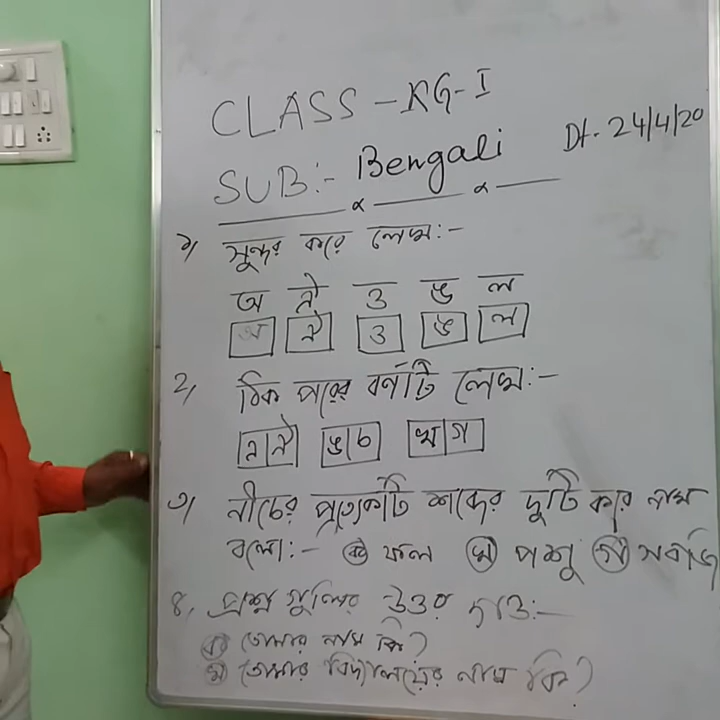 CLASS - KG-I
SUB:- Bengali Dt. 24/4/20
১) সুন্দর করে লেখ:-
অ ঐ ও ঙ ল
অ ঐ ও ঙ ল
২) ঠিক পরের বর্ণটি লেখ:-
এ ঐ ঙ চ খ গ
৩) নীচের প্রত্যেকটি শব্দের দুটি করে নাম
বলো:- ক ফল খ পশু গ সবজি
৪. প্রশ্ন গুলির উত্তর দাও:-
ক তোমার নাম কি?
খ তোমার বিদ্যালয়ের নাম কি?